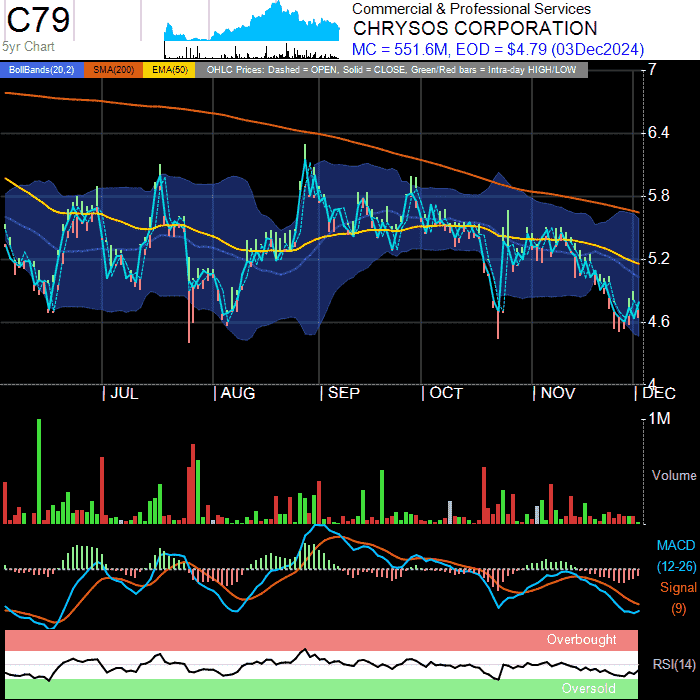 C79
5yr Chart
Commercial & Professional Services
CHRYSOS CORPORATION
MC = 551.6M, EOD = $4.79 (03Dec2024)
BollBands(20,2) SMA(200) EMA(50) OHLC Prices: Dashed = OPEN, Solid = CLOSE, Green/Red bars = Intra-day HIGH/LOW
7
6.4
5.8
5.2
4.6
4
JUL AUG SEP OCT NOV DEC
1M
Volume
MACD
(12-26)
Signal
(9)
Overbought
RSI(14)
Oversold